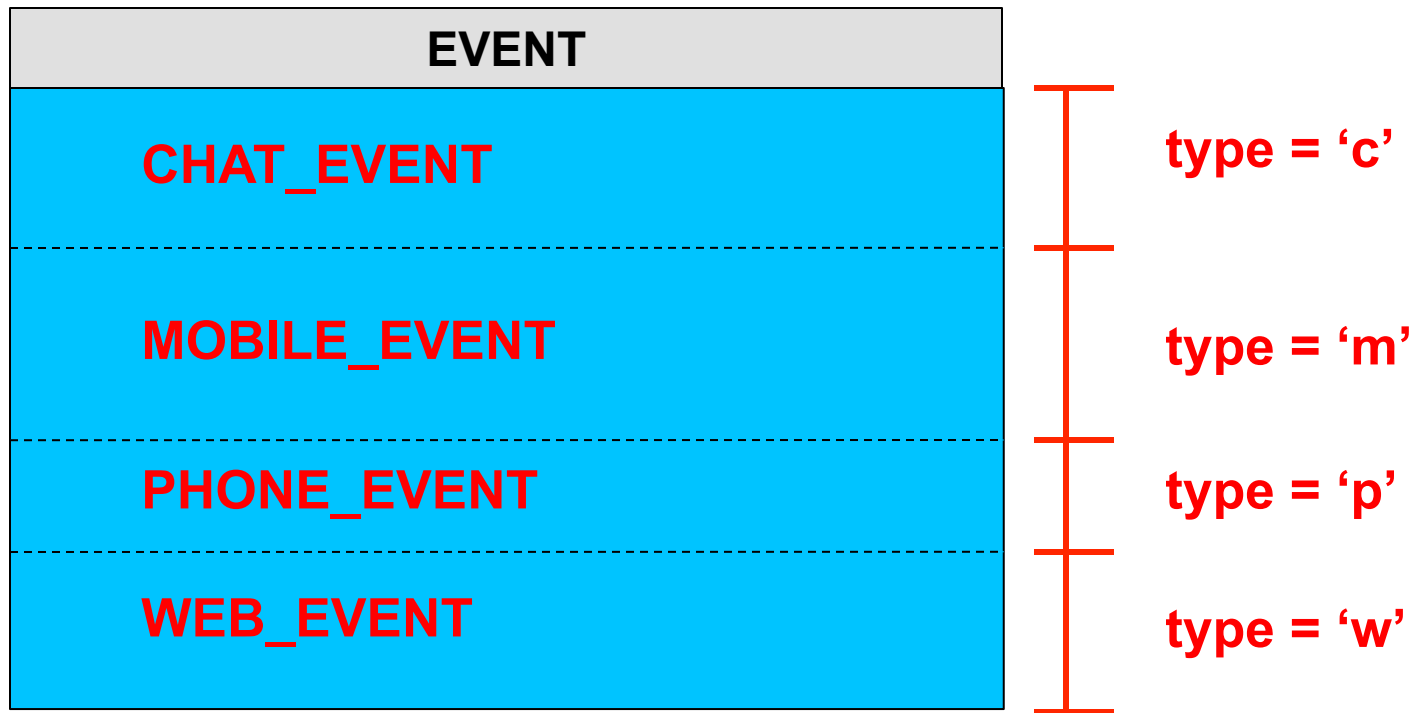 EVENT
CHAT_EVENT
type = ‘c’
MOBILE_EVENT
type = ‘m’
PHONE_EVENT
type = ‘p’
WEB_EVENT
type = ‘w’